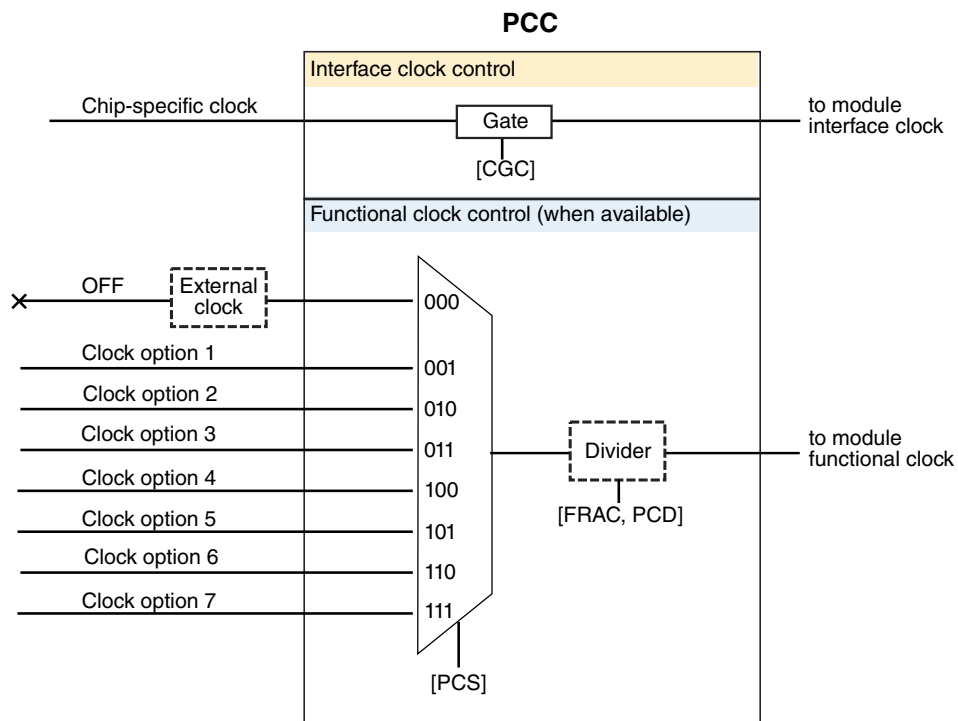 PCC
Interface clock control
Chip-specific clock
Gate
to module
interface clock
[CGC]
Functional clock control (when available)
OFF
External
clock
000
Clock option 1
001
Clock option 2
010
Clock option 3
011
Divider
to module
functional clock
Clock option 4
100
[FRAC, PCD]
Clock option 5
101
Clock option 6
110
Clock option 7
111
[PCS]